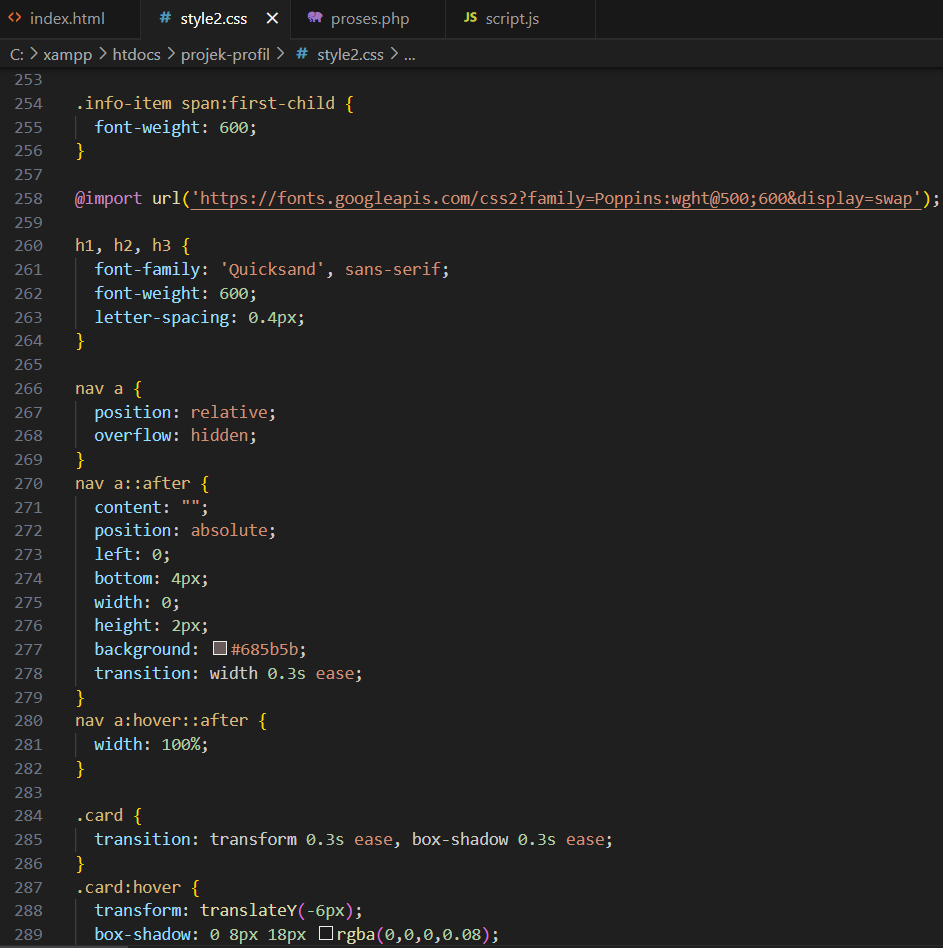 index.html
style2.css
proses.php
JS script.js
C: > xampp > htdocs > projek-profil > # style2.css > ...
253
254 .info-item span:first-child {
255 font-weight: 600;
256 }
257
258 @import url('https://fonts.googleapis.com/css2?family=Poppins:wght@500;600&display=swap');
259
260 h1, h2, h3 {
261 font-family: 'Quicksand', sans-serif;
262 font-weight: 600;
263 letter-spacing: 0.4px;
264 }
265
266 nav a {
267 position: relative;
268 overflow: hidden;
269 }
270 nav a::after {
271 content: "";
272 position: absolute;
273 left: 0;
274 bottom: 4px;
275 width: 0;
276 height: 2px;
277 background: #685b5b;
278 transition: width 0.3s ease;
279 }
280 nav a:hover::after {
281 width: 100%;
282 }
283
284 .card {
285 transition: transform 0.3s ease, box-shadow 0.3s ease;
286 }
287 .card:hover {
288 transform: translateY(-6px);
289 box-shadow: 0 8px 18px rgba(0,0,0,0.08);